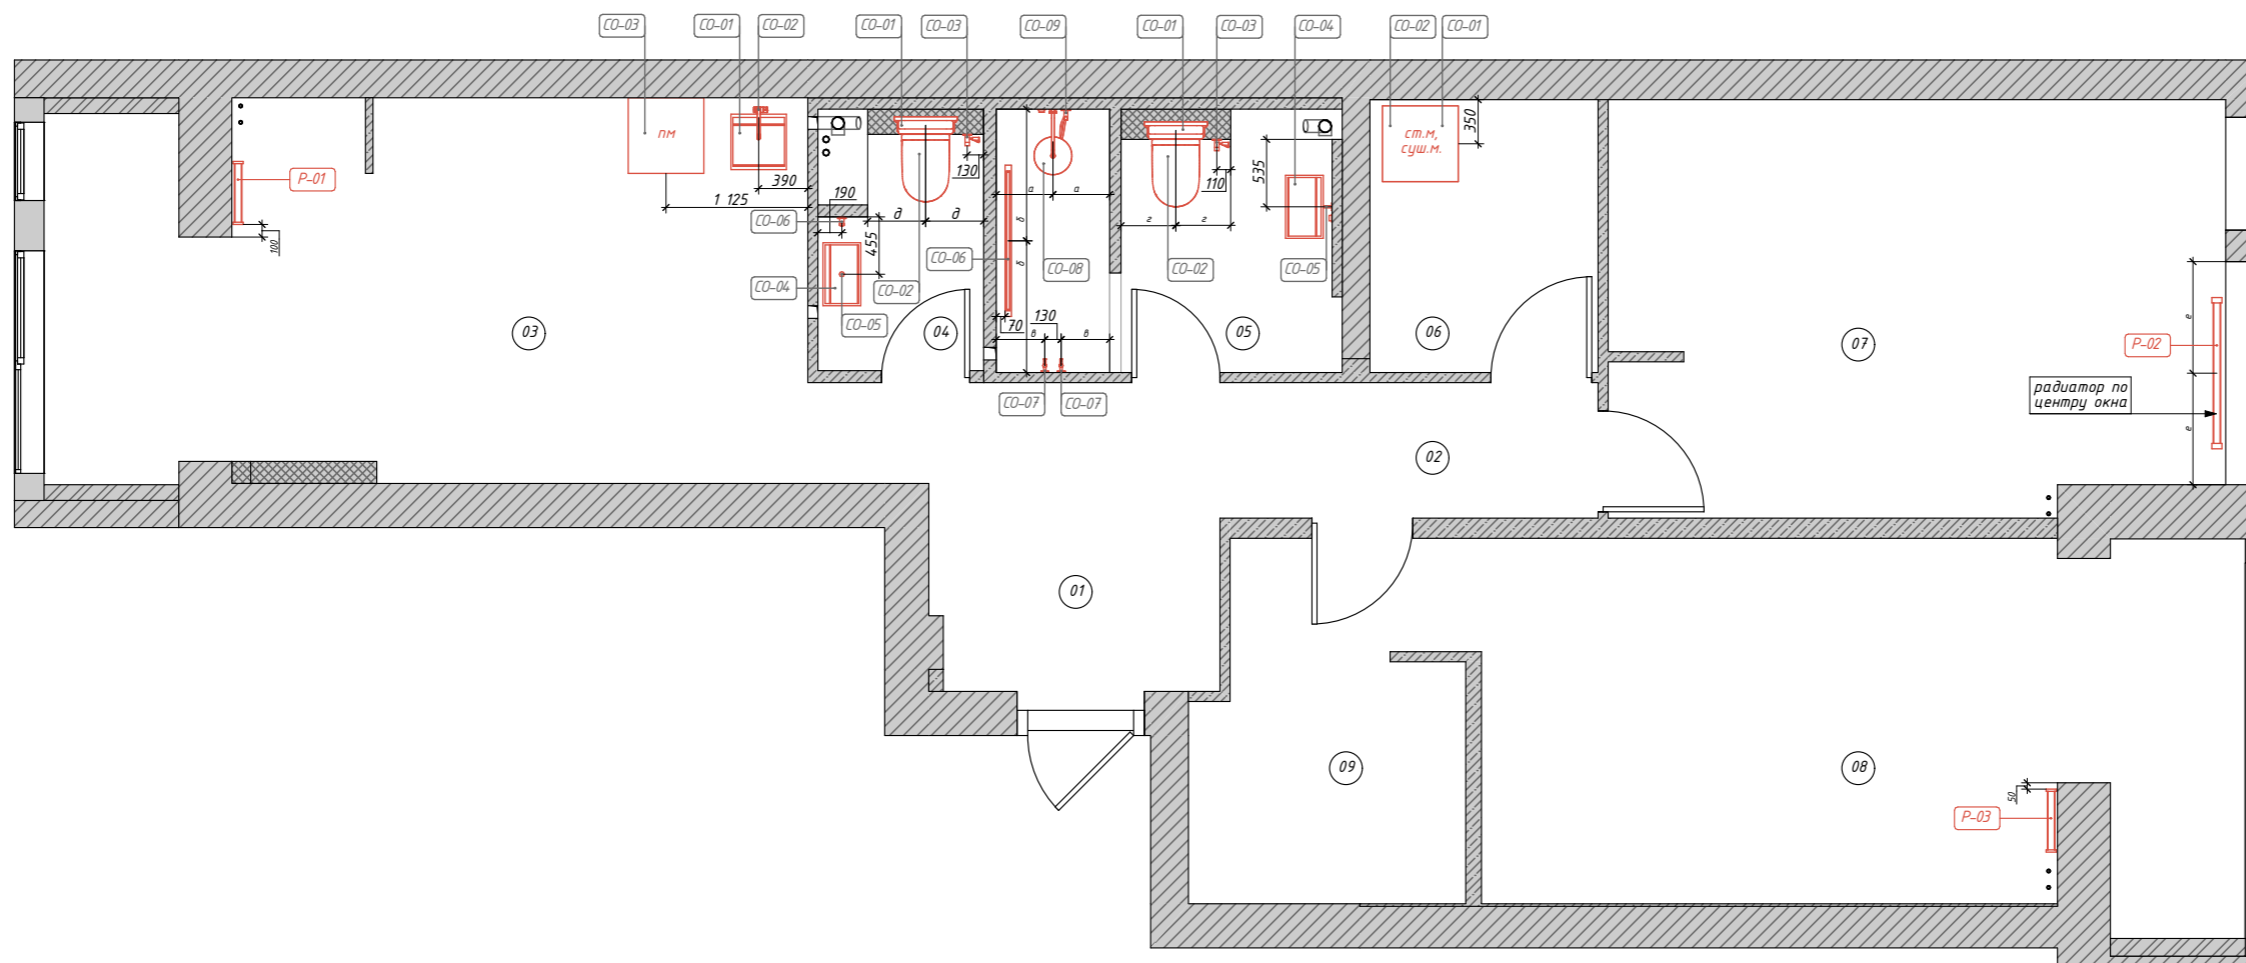 СО-03 СО-01 СО-02 СО-01 СО-03 СО-09 СО-01 СО-03 СО-04 СО-02 СО-01
пм
ст.м,
суш.м.
350
Р-01
390
1 125
190
130
а а
110
535
СО-06
д д
455
б
г г
100
СО-06
б
СО-08
СО-02
СО-05
СО-04
СО-02
СО-05
70
130
в в
03
04
05
06
07
е
Р-02
радиатор по
центру окна
е
СО-07 СО-07
02
01
09
08
50
Р-03